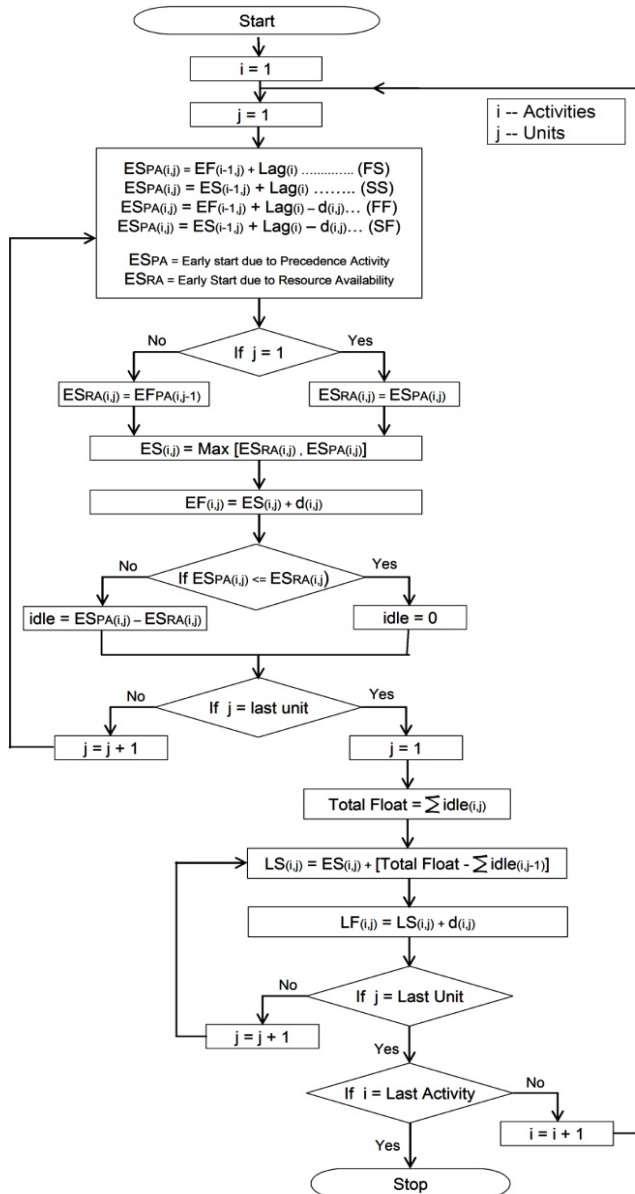 Start
i = 1
j = 1
i -- Activities
j -- Units
ESPA(i,j) = EF(i-1,j) + Lag(i) ............. (FS)
ESPA(i,j) = ES(i-1,j) + Lag(i) ........ (SS)
ESPA(i,j) = EF(i-1,j) + Lag(i) – d(i,j)... (FF)
ESPA(i,j) = ES(i-1,j) + Lag(i) – d(i,j)... (SF)
ESPA = Early start due to Precedence Activity
ESRA = Early Start due to Resource Availability
No
If j = 1
Yes
ESRA(i,j) = EFPA(i,j-1)
ESRA(i,j) = ESPA(i,j)
ES(i,j) = Max [ESRA(i,j) , ESPA(i,j)]
EF(i,j) = ES(i,j) + d(i,j)
No
If ESPA(i,j) <= ESRA(i,j)
Yes
idle = ESPA(i,j) – ESRA(i,j)
idle = 0
No
If j = last unit
Yes
j = j + 1
j = 1
Total Float = ∑ idle(i,j)
LS(i,j) = ES(i,j) + [Total Float - ∑ idle(i,j-1)]
LF(i,j) = LS(i,j) + d(i,j)
No
If j = Last Unit
j = j + 1
Yes
If i = Last Activity
No
i = i + 1
Yes
Stop